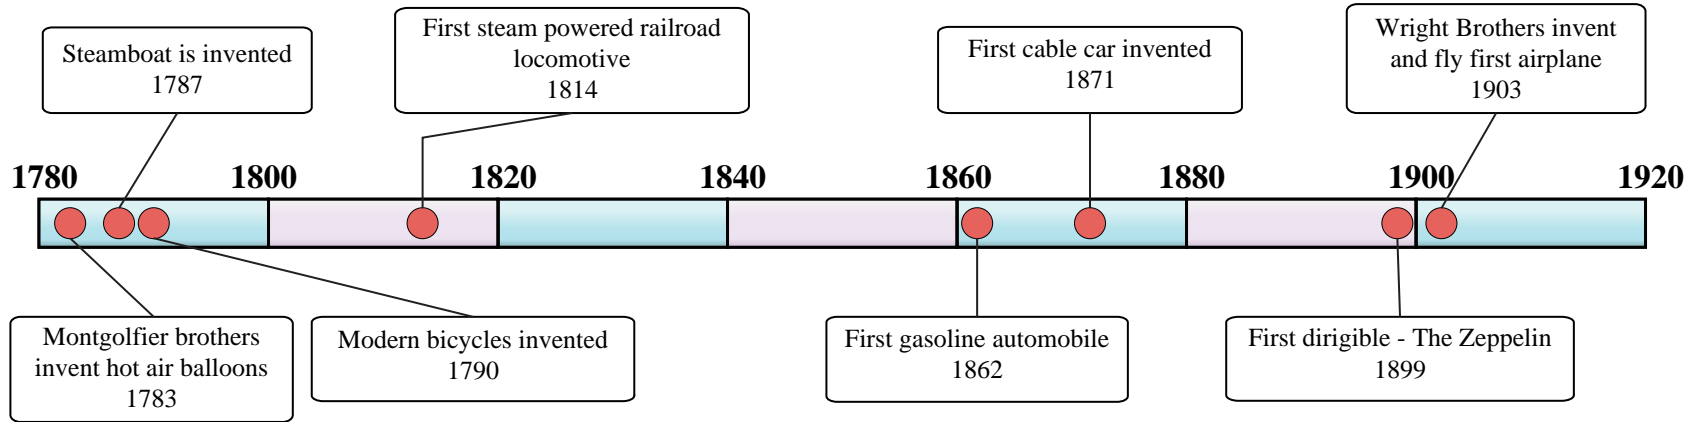 Steamboat is invented
1787
First steam powered railroad
locomotive
1814
First cable car invented
1871
Wright Brothers invent
and fly first airplane
1903
1780
1800
1820
1840
1860
1880
1900
1920
Montgolfier brothers
invent hot air balloons
1783
Modern bicycles invented
1790
First gasoline automobile
1862
First dirigible - The Zeppelin
1899